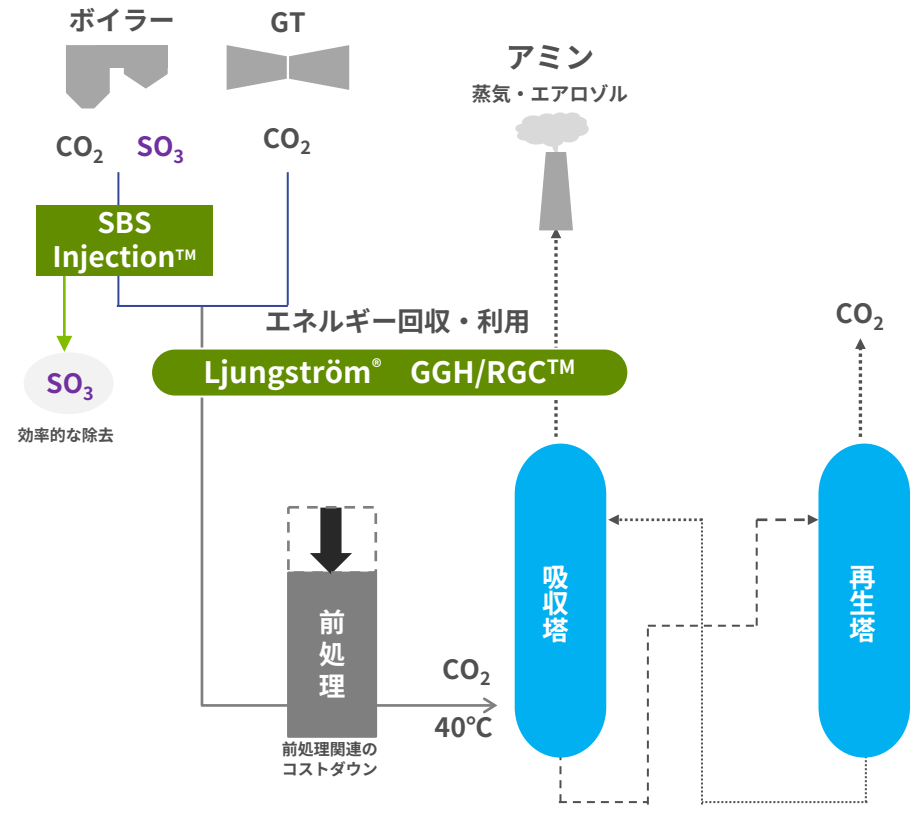 ボイラー
GT
アミン
蒸気・エアロゾル
CO2
SO3
CO2
SBS
Injection™
エネルギー回収・利用
CO2
Ljungström® GGH/RGC™
SO3
効率的な除去
前処理
吸収塔
再生塔
CO2
40℃
前処理関連の
コストダウン